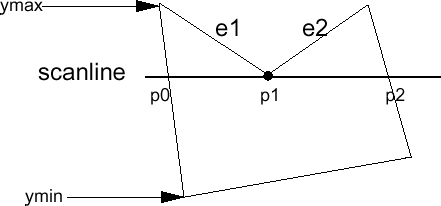 ymax
e1 e2
scanline
p0 p1 p2
ymin